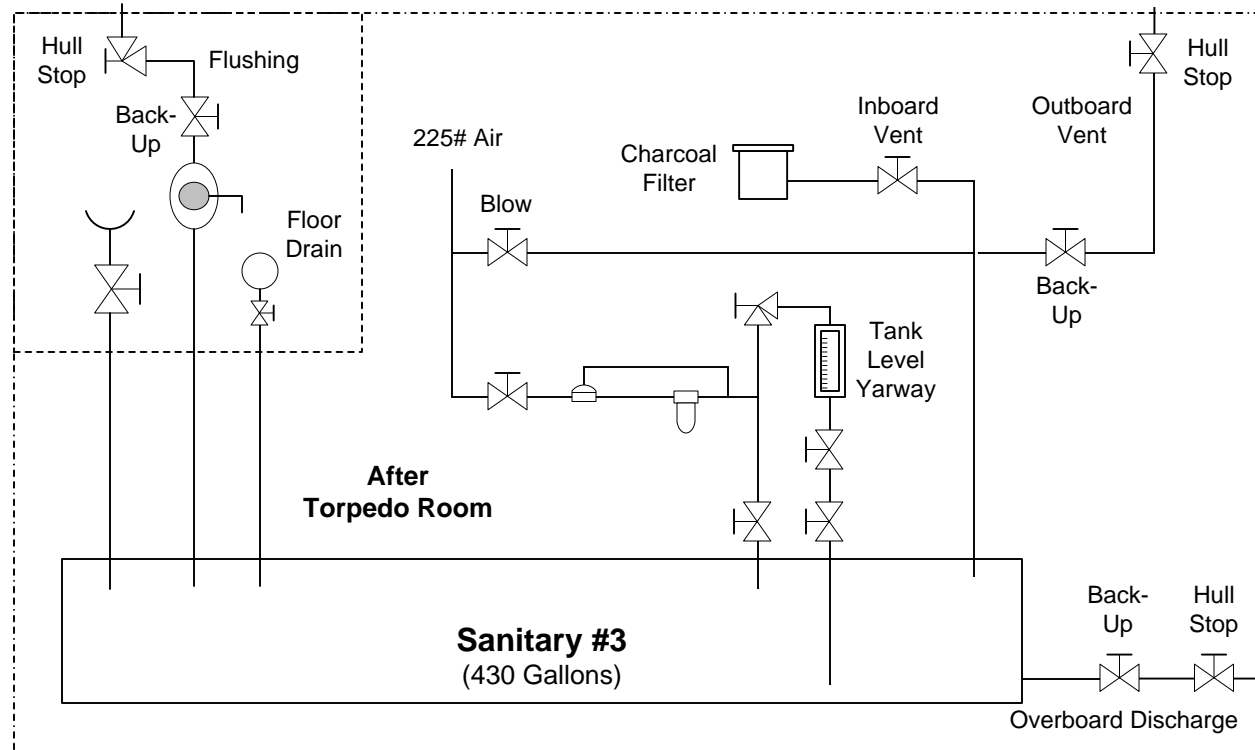 Hull
Stop
Flushing
Back-
Up
Floor
Drain
225# Air
Blow
Charcoal
Filter
Inboard
Vent
Outboard
Vent
Hull
Stop
Back-
Up
Tank
Level
Yarway
After
Torpedo Room
Sanitary #3
(430 Gallons)
Back-
Up
Hull
Stop
Overboard Discharge